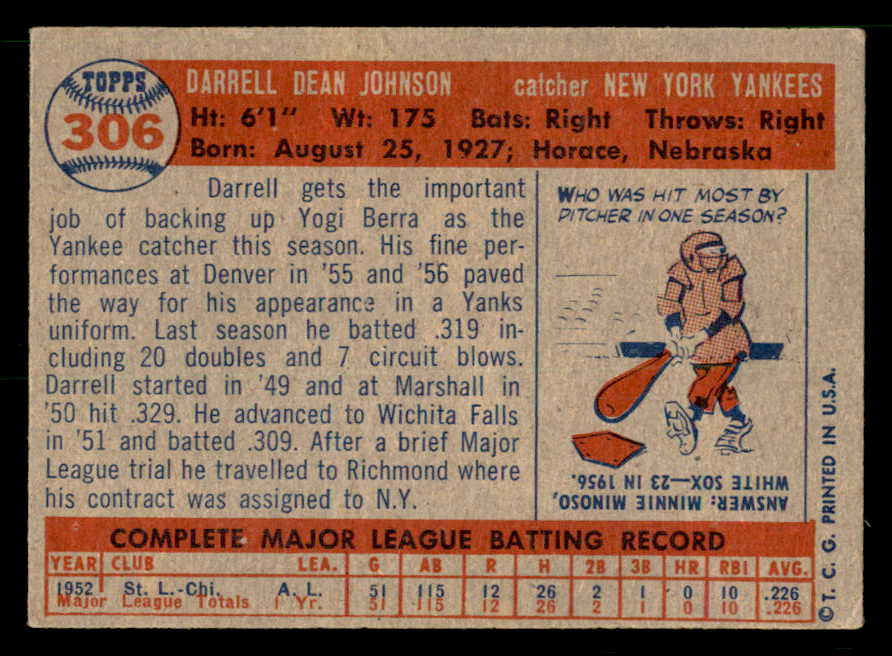 TOPPS
306
DARRELL DEAN JOHNSON catcher NEW YORK YANKEES
Ht: 6'1" Wt: 175 Bats: Right Throws: Right
Born: August 25, 1927; Horace, Nebraska
Darrell gets the important
job of backing up Yogi Berra as the
Yankee catcher this season. His fine per-
formances at Denver in '55 and '56 paved
the way for his appearance in a Yanks
uniform. Last season he batted .319 in-
cluding 20 doubles and 7 circuit blows.
Darrell started in '49 and at Marshall in
'50 hit .329. He advanced to Wichita Falls
in '51 and batted .309. After a brief Major
League trial he travelled to Richmond where
his contract was assigned to N.Y.
WHO WAS HIT MOST BY
PITCHER IN ONE SEASON?
ANSWER: MINNIE MINOSO,
WHITE SOX—23 IN 1956.
COMPLETE MAJOR LEAGUE BATTING RECORD
YEAR CLUB LEA. G AB R H 2B 3B HR RBI AVG.
1952 St. L.-Chi. A. L. 51 115 12 26 2 1 0 10 .226
Major League Totals 1 Yr. 51 115 12 26 2 1 0 10 .226
© T. C. G. PRINTED IN U.S.A.